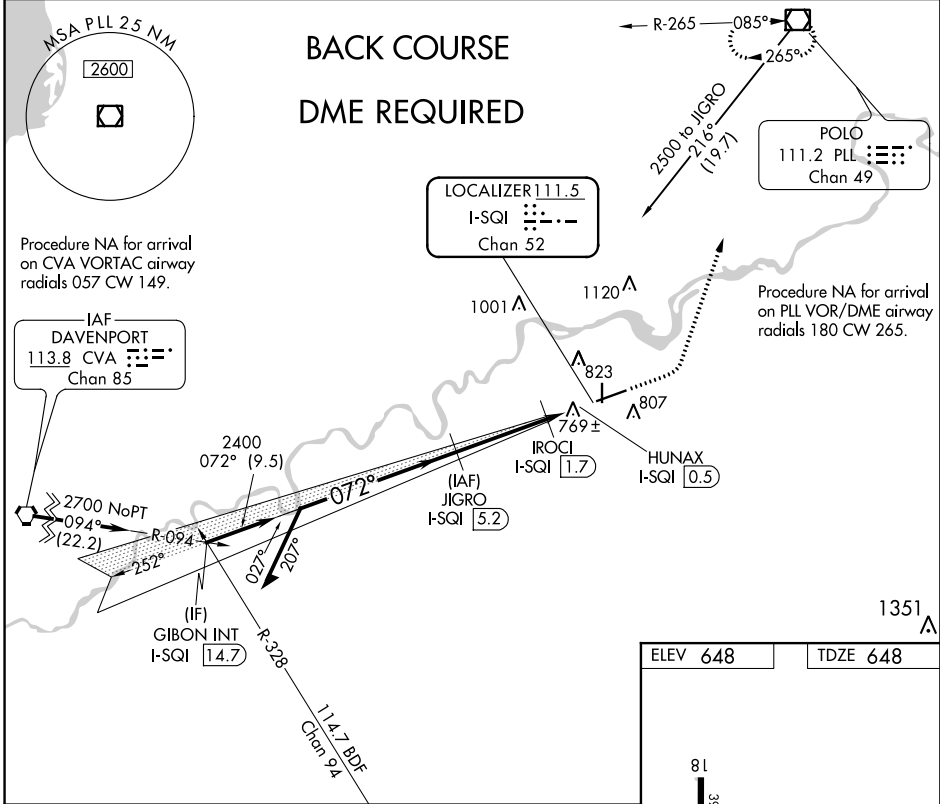 MSA PLL 25 NM
2600
BACK COURSE
DME REQUIRED
R-265
085°
265°
2500 to JIGRO
216°
(19.7)
POLO
111.2 PLL
Chan 49
LOCALIZER 111.5
I-SQI
Chan 52
Procedure NA for arrival
on CVA VORTAC airway
radials 057 CW 149.
1001
1120
Procedure NA for arrival
on PLL VOR/DME airway
radials 180 CW 265.
IAF
DAVENPORT
113.8 CVA
Chan 85
823
807
769±
IROCI
I-SQI 1.7
HUNAX
I-SQI 0.5
2400
072° (9.5)
072°
(IAF)
JIGRO
I-SQI 5.2
2700 NoPT
094°
(22.2)
R-094
252°
027°
207°
(IF)
GIBON INT
I-SQI 14.7
R-328
114.7 BDF
Chan 94
1351
ELEV 648
TDZE 648
18